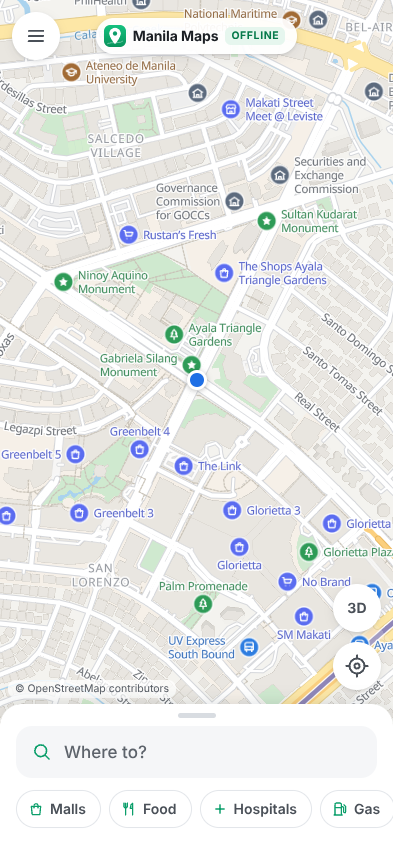 PhilHealth
National Maritime
Manila Maps OFFLINE
BEL-AIR
Ateneo de Manila
University
Makati Street
Meet @ Leviste
SALCEDO
VILLAGE
Securities and
Exchange
Commission
Governance
Commission
for GOCCs
Sultan Kudarat
Monument
Rustan's Fresh
The Shops Ayala
Triangle Gardens
Ninoy Aquino
Monument
Ayala Triangle
Gardens
Santo Domingo
Gabriela Silang
Monument
Santo Tomas Street
Real Street
Legazpi Street
Greenbelt 4
Greenbelt 5
The Link
Greenbelt 3
Glorietta 3
Glorietta
Glorietta
Glorietta Plaz
SAN
LORENZO
No Brand
Palm Promenade
3D
SM Makati
UV Express
South Bound
Aya
© OpenStreetMap contributors
Where to?
Malls
Food
Hospitals
Gas